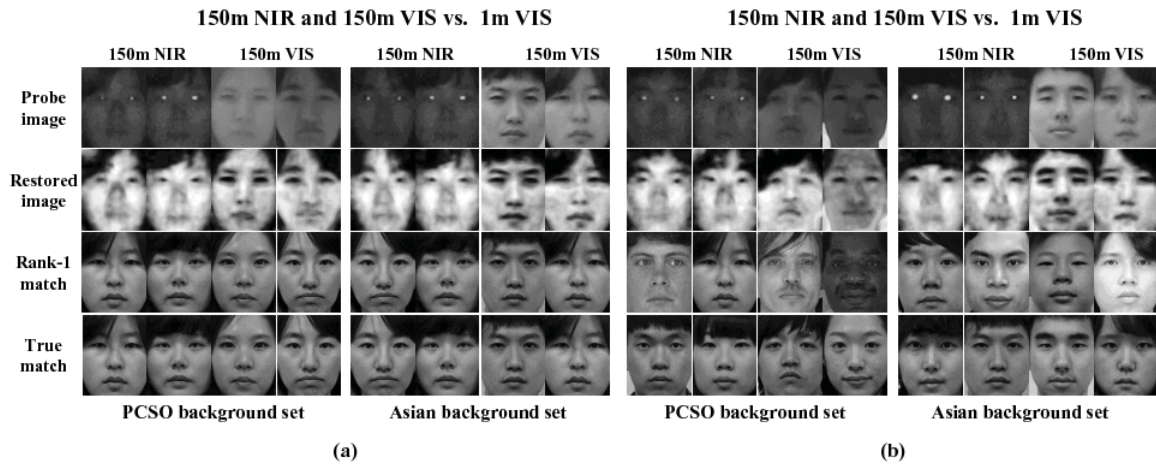 150m NIR and 150m VIS vs. 1m VIS
150m NIR and 150m VIS vs. 1m VIS
150m NIR
150m VIS
150m NIR
150m VIS
150m NIR
150m VIS
150m NIR
150m VIS
Probe
image
Restored
image
Rank-1
match
True
match
PCSO background set
Asian background set
PCSO background set
Asian background set
(a)
(b)